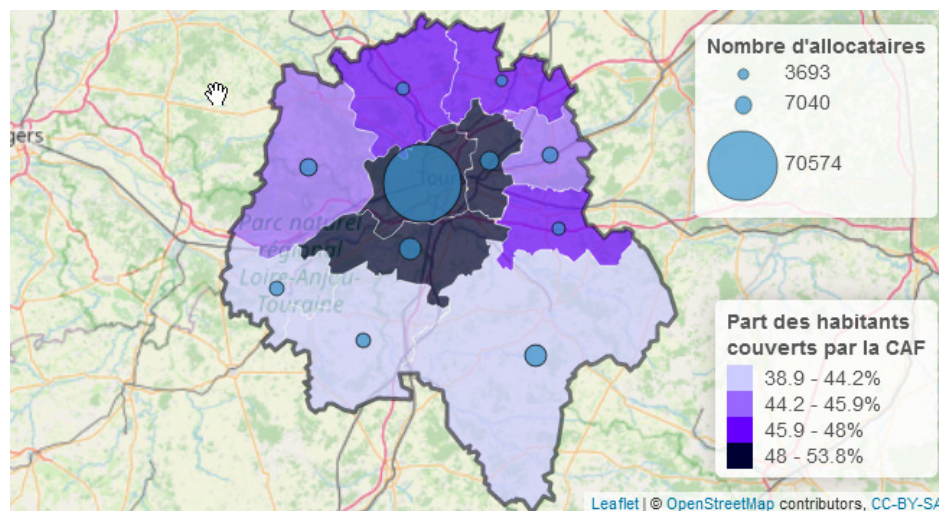 Nombre d'allocataires
3693
7040
70574
gers
Tour
Parc naturel
régional
Loire-Anjou-
Touraine
Part des habitants
couverts par la CAF
38.9 - 44.2%
44.2 - 45.9%
45.9 - 48%
48 - 53.8%
Leaflet | © OpenStreetMap contributors, CC-BY-SA